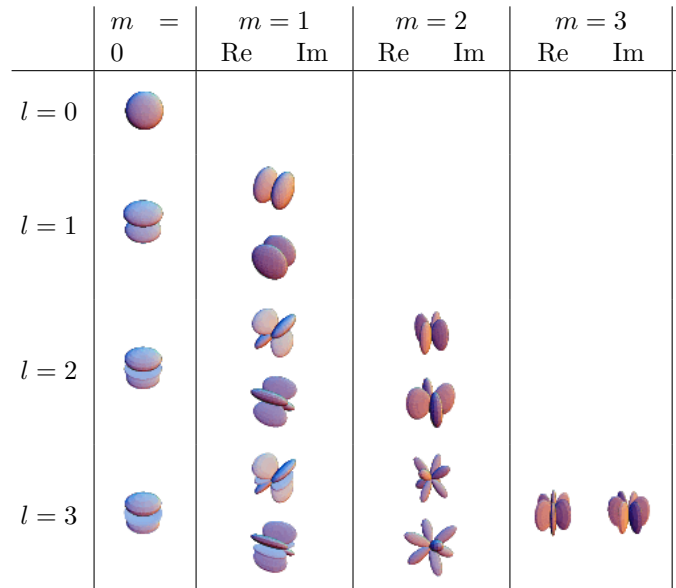 m = m = 1 m = 2 m = 3
0 Re Im Re Im Re Im
l = 0
l = 1
l = 2
l = 3